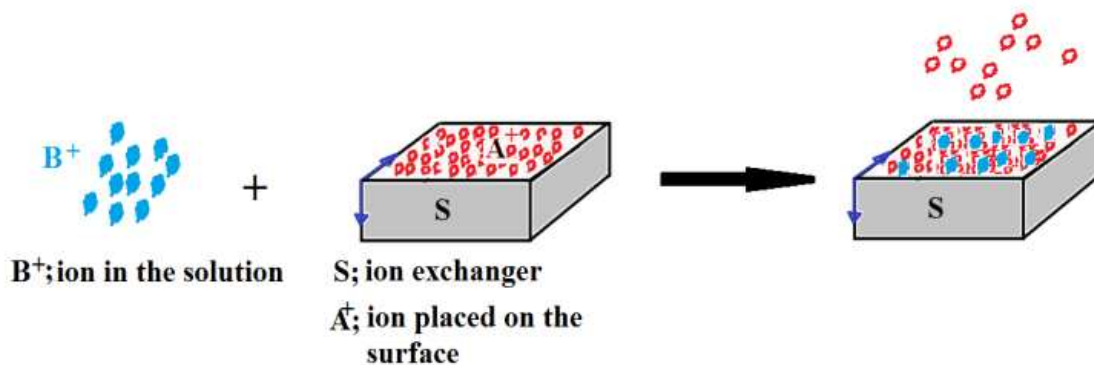 B+
+
A+
S
S
B+; ion in the solution
S; ion exchanger
A+; ion placed on the
surface